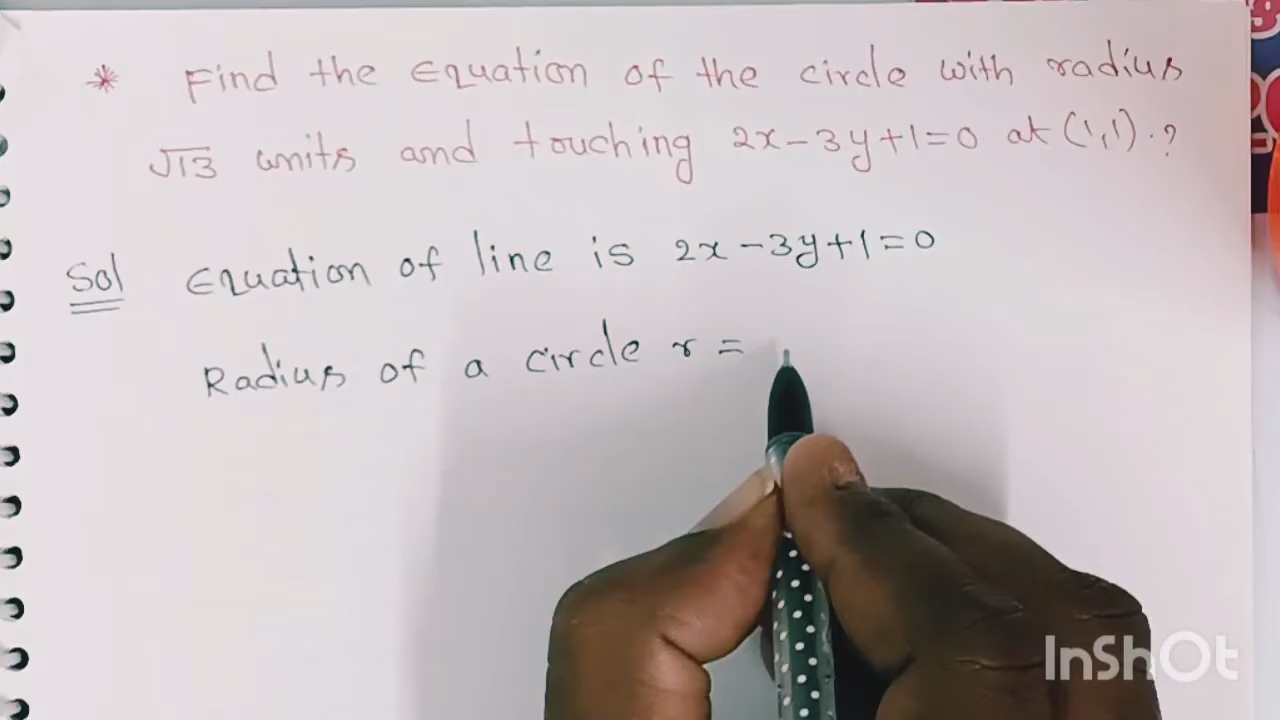 * Find the Equation of the circle with radius
√13 units and touching 2x-3y+1=0 at (1,1).?
Sol Equation of line is 2x-3y+1=0
Radius of a circle r =
InShOt